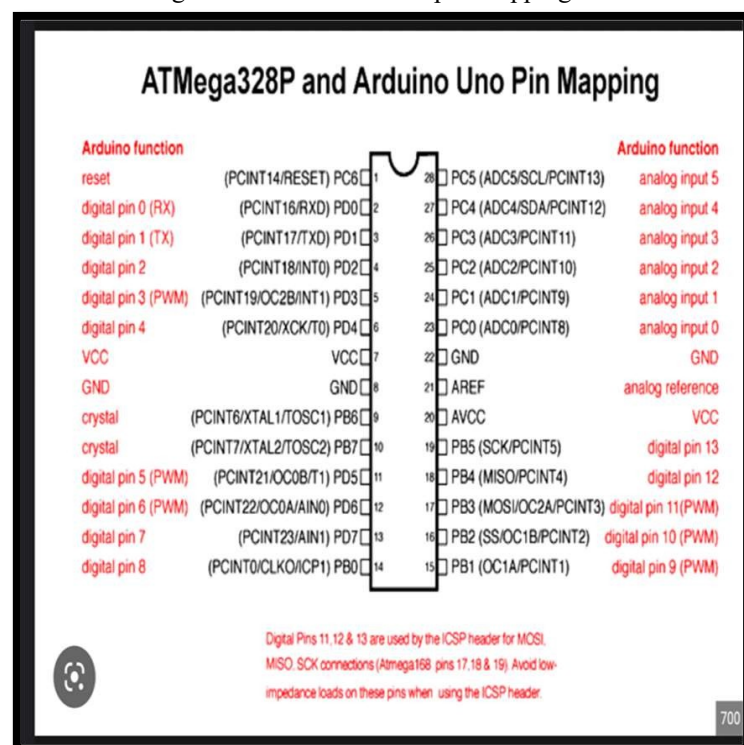 ATMega328P and Arduino Uno Pin Mapping
Arduino function Arduino function
reset (PCINT14/RESET) PC6 1 28 PC5 (ADC5/SCL/PCINT13) analog input 5
digital pin 0 (RX) (PCINT16/RXD) PD0 2 27 PC4 (ADC4/SDA/PCINT12) analog input 4
digital pin 1 (TX) (PCINT17/TXD) PD1 3 26 PC3 (ADC3/PCINT11) analog input 3
digital pin 2 (PCINT18/INT0) PD2 4 25 PC2 (ADC2/PCINT10) analog input 2
digital pin 3 (PWM) (PCINT19/OC2B/INT1) PD3 5 24 PC1 (ADC1/PCINT9) analog input 1
digital pin 4 (PCINT20/XCK/T0) PD4 6 23 PC0 (ADC0/PCINT8) analog input 0
VCC VCC 7 22 GND GND
GND GND 8 21 AREF analog reference
crystal (PCINT6/XTAL1/TOSC1) PB6 9 20 AVCC VCC
crystal (PCINT7/XTAL2/TOSC2) PB7 10 19 PB5 (SCK/PCINT5) digital pin 13
digital pin 5 (PWM) (PCINT21/OC0B/T1) PD5 11 18 PB4 (MISO/PCINT4) digital pin 12
digital pin 6 (PWM) (PCINT22/OC0A/AIN0) PD6 12 17 PB3 (MOSI/OC2A/PCINT3) digital pin 11(PWM)
digital pin 7 (PCINT23/AIN1) PD7 13 16 PB2 (SS/OC1B/PCINT2) digital pin 10 (PWM)
digital pin 8 (PCINT0/CLKO/ICP1) PB0 14 15 PB1 (OC1A/PCINT1) digital pin 9 (PWM)
Digital Pins 11,12 & 13 are used by the ICSP header for MOSI,
MISO, SCK connections (Atmega168 pins 17,18 & 19). Avoid low-
impedance loads on these pins when using the ICSP header.
700